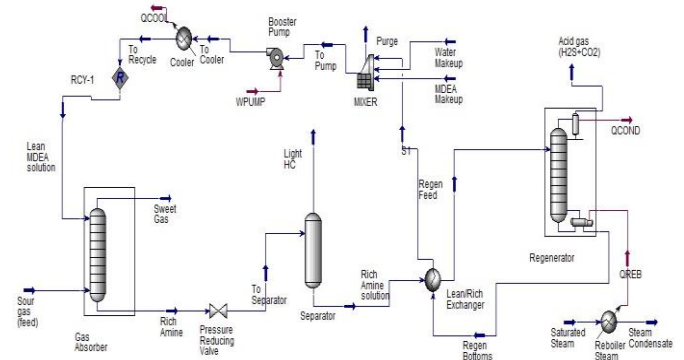 QCOOL
Booster
Pump
To
Recycle
To
Cooler
Cooler
To
Pump
Purge
Water
Makeup
MDEA
Makeup
Acid gas
(H2S+CO2)
RCY-1
R
WPUMP
MIXER
QCOND
Lean
MDEA
solution
Light
HC
S1
Regen
Feed
Sweet
Gas
Regenerator
Sour
gas
(feed)
To
Separator
Rich
Amine
solution
Lean/Rich
Exchanger
QREB
Gas
Absorber
Rich
Amine
Pressure
Reducing
Valve
Separator
Regen
Bottoms
Saturated
Steam
Reboiler
Steam
Steam
Condensate